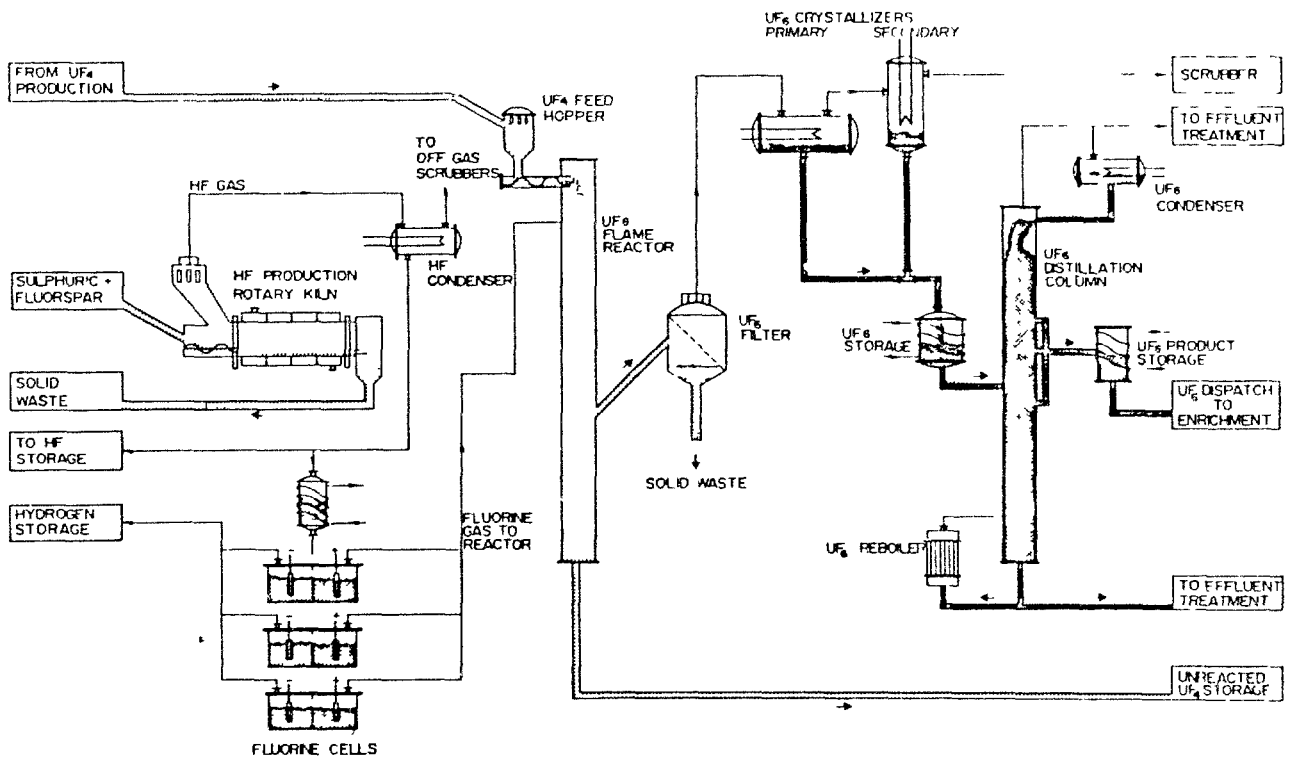 UF6 CRYSTALLIZERS
PRIMARY
SECONDARY
FROM UF4
PRODUCTION
UF4 FEED
HOPPER
SCRUBBER
TO EFFLUENT
TREATMENT
TO
OFF GAS
SCRUBBERS
HF GAS
UF6
CONDENSER
UF6
FLAME
REACTOR
HF
CONDENSER
HF PRODUCTION
ROTARY KILN
SULPHURIC +
FLUORSPAR
UF6
DISTILLATION
COLUMN
UF6
FILTER
UF6
STORAGE
UF6 PRODUCT
STORAGE
SOLID
WASTE
UF6 DISPATCH
TO
ENRICHMENT
TO HF
STORAGE
SOLID WASTE
HYDROGEN
STORAGE
FLUORINE
GAS TO
REACTOR
UF6 REBOILER
TO EFFLUENT
TREATMENT
UNREACTED
UF4 STORAGE
FLUORINE CELLS